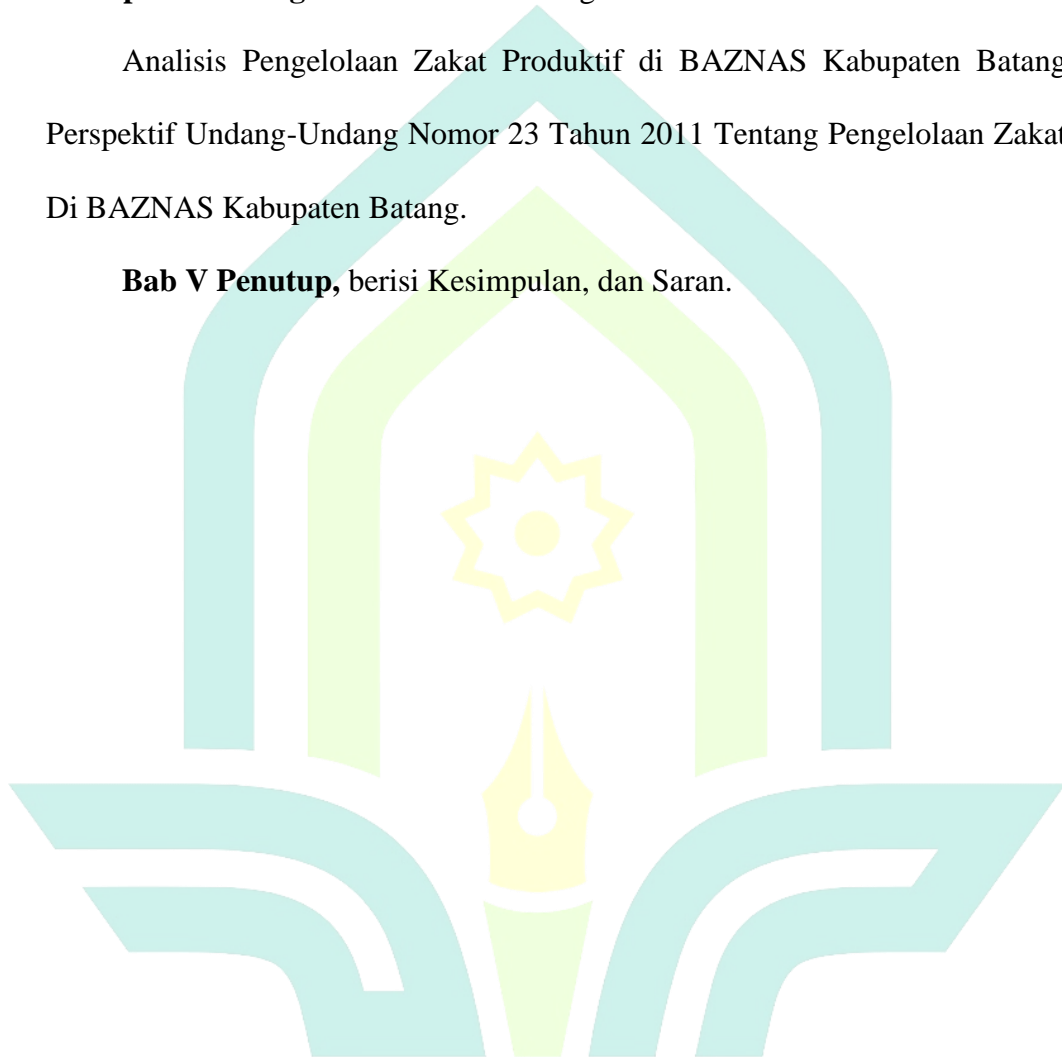 Analisis Pengelolaan Zakat Produktif di BAZNAS Kabupaten Batang
Perspektif Undang-Undang Nomor 23 Tahun 2011 Tentang Pengelolaan Zakat
Di BAZNAS Kabupaten Batang.
Bab V Penutup, berisi Kesimpulan, dan Saran.